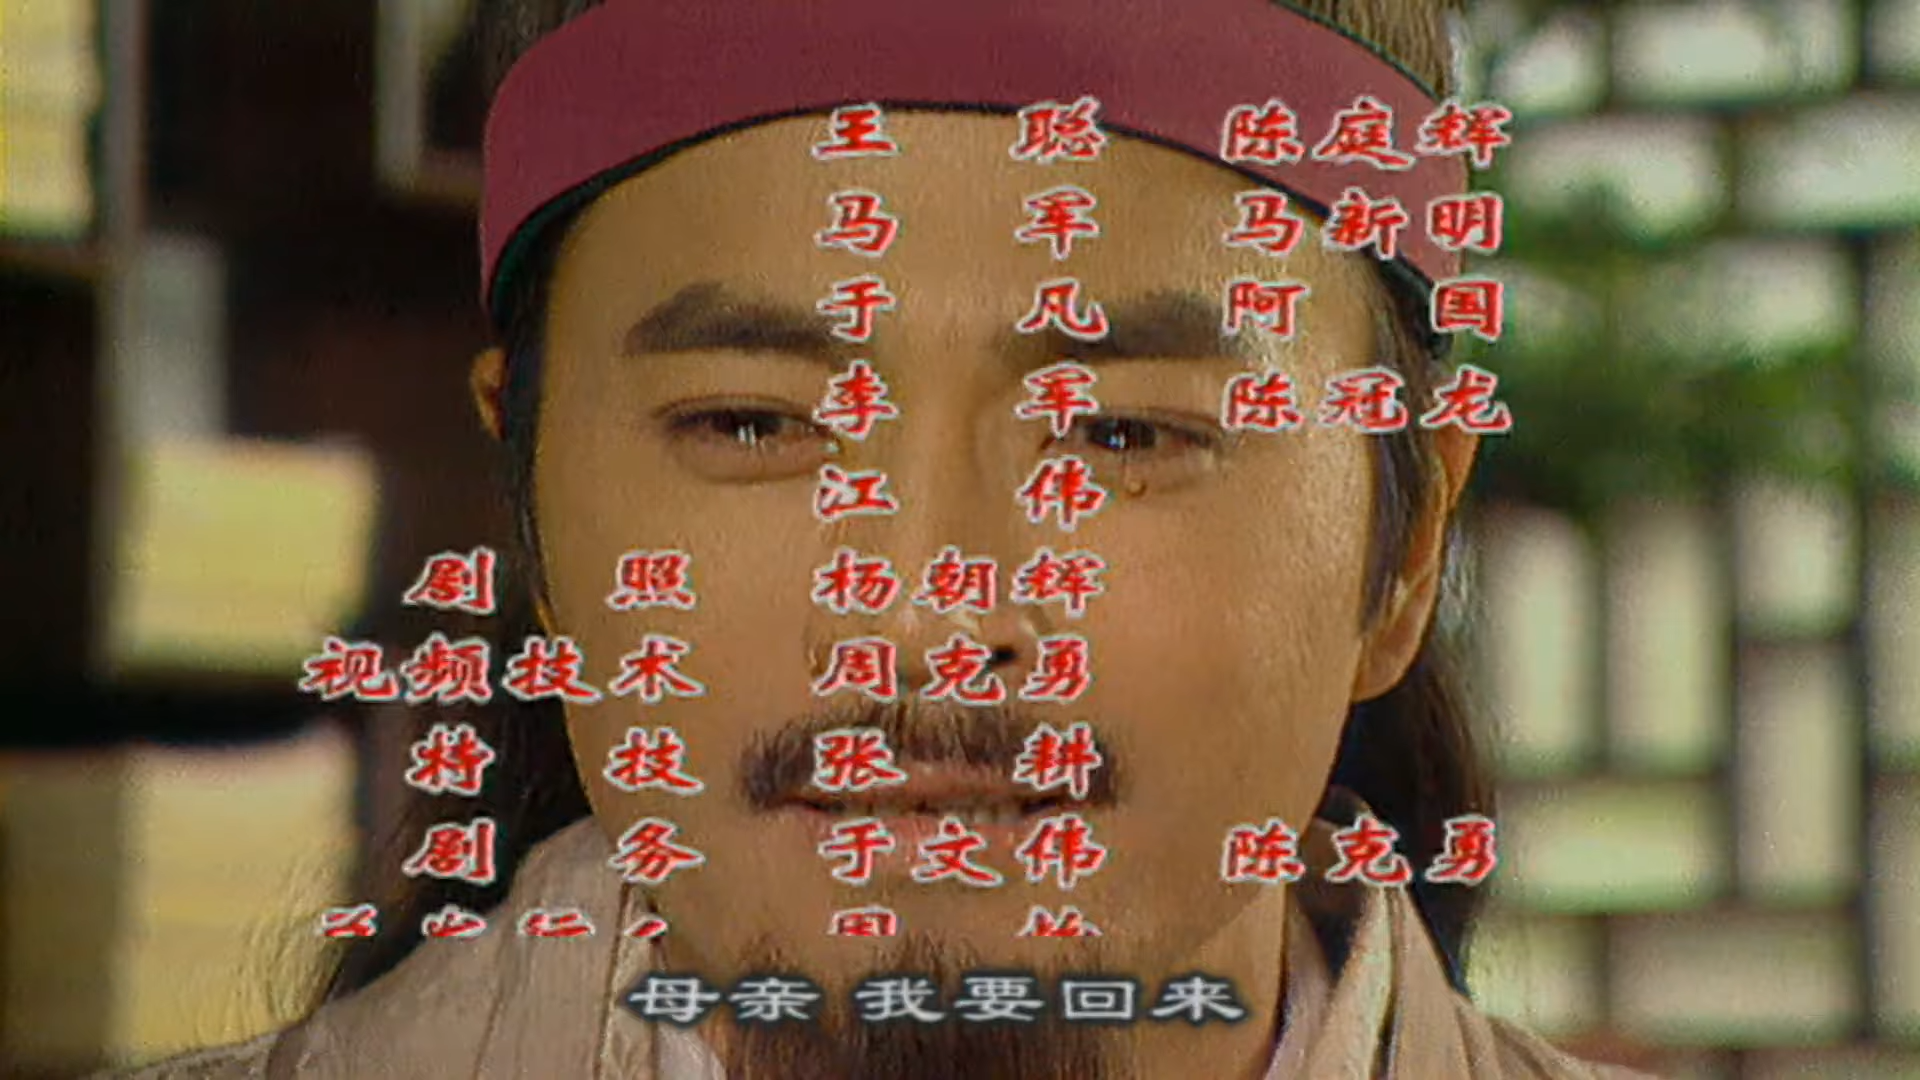 王聪 陈庭辉
马军 马新明
于凡 阿国
李军 陈冠龙
江伟
剧照 杨朝辉
视频技术 周克勇
特技 张耕
剧务 于文伟 陈克勇
母亲 我要回来